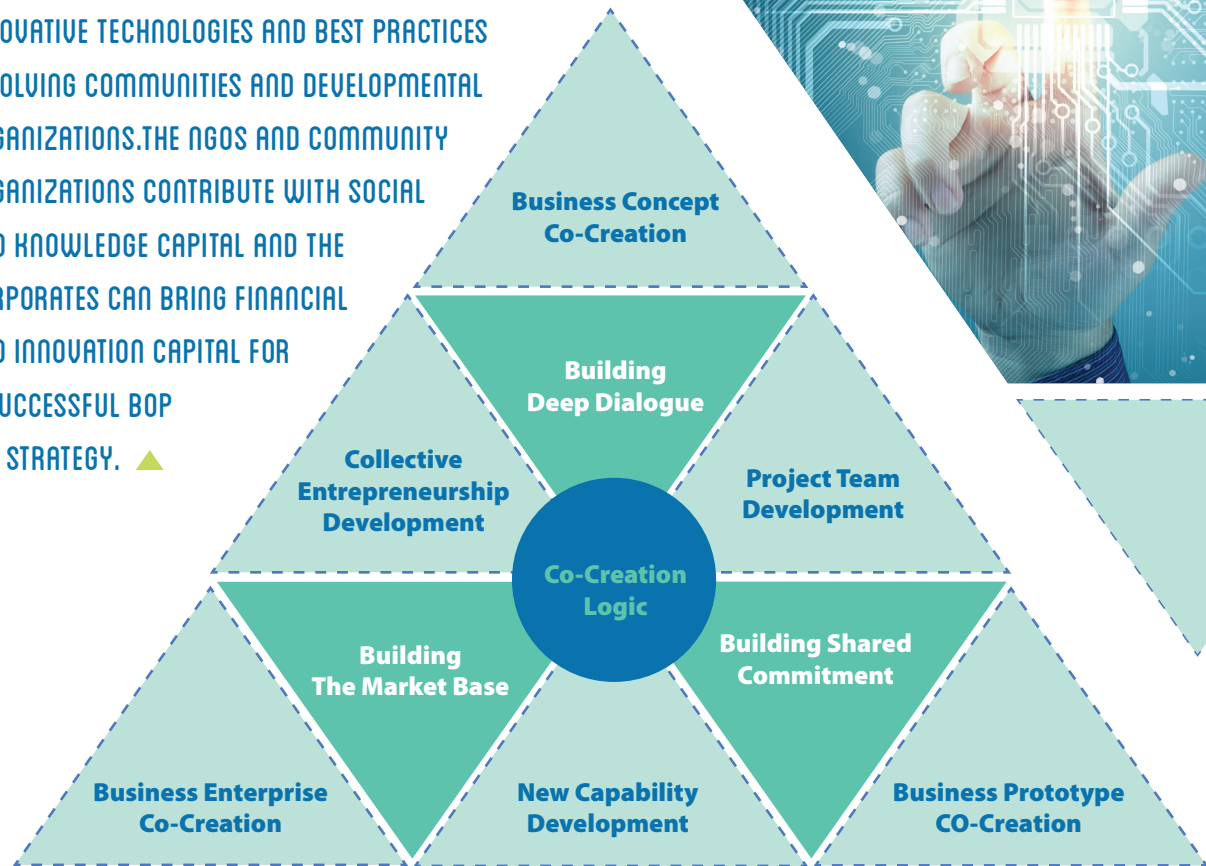 OVATIVE TECHNOLOGIES AND BEST PRACTICES
OLVING COMMUNITIES AND DEVELOPMENTAL
GANIZATIONS.THE NGOS AND COMMUNITY
GANIZATIONS CONTRIBUTE WITH SOCIAL
D KNOWLEDGE CAPITAL AND THE
RPORATES CAN BRING FINANCIAL
D INNOVATION CAPITAL FOR
UCCESSFUL BOP
STRATEGY.
Business Concept
Co-Creation
Building
Deep Dialogue
Collective
Entrepreneurship
Development
Project Team
Development
Co-Creation
Logic
Building
The Market Base
Building Shared
Commitment
Business Enterprise
Co-Creation
New Capability
Development
Business Prototype
CO-Creation